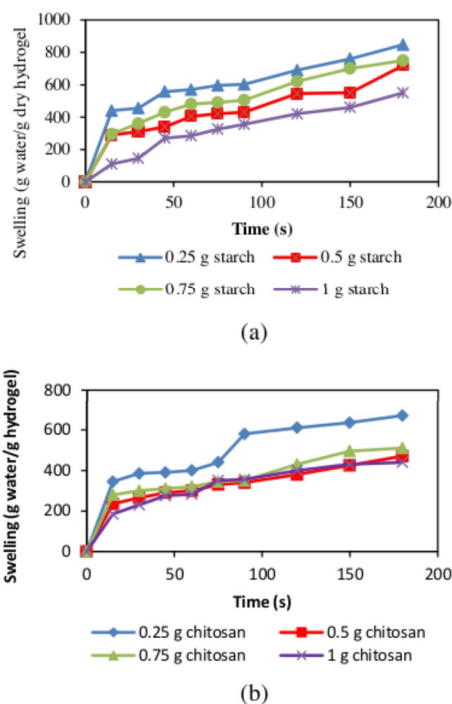 Swelling (g water/g dry hydrogel
1000
800
600
400
200
0
0 50 100 150 200
Time (s)
0.25 g starch 0.5 g starch
0.75 g starch 1 g starch
(a)
Swelling (g water/g hydrogel)
800
600
400
200
0
0 50 100 150 200
Time (s)
0.25 g chitosan 0.5 g chitosan
0.75 g chitosan 1 g chitosan
(b)